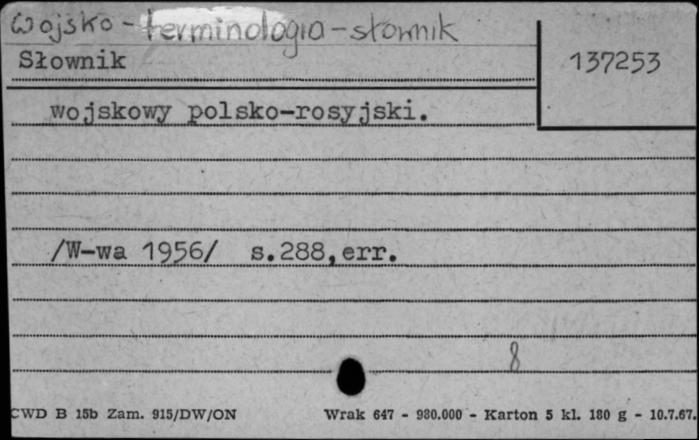 wojsko - terminologia - słownik
Słownik
137253
wojskowy polsko-rosyjski.
/W-wa 1956/ s.288,err.
8
CWD B 15b Zam. 915/DW/ON Wrak 647 - 980.000 - Karton 5 kl. 180 g - 10.7.67.